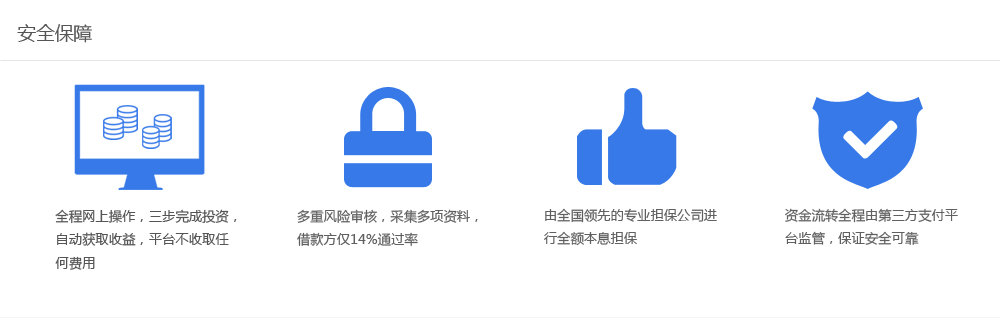 安全保障
全程网上操作，三步完成投资，
自动获取收益，平台不收取任
何费用
多重风险审核，采集多项资料，
借款方仅14%通过率
由全国领先的专业担保公司进
行全额本息担保
资金流转全程由第三方支付平
台监管，保证安全可靠